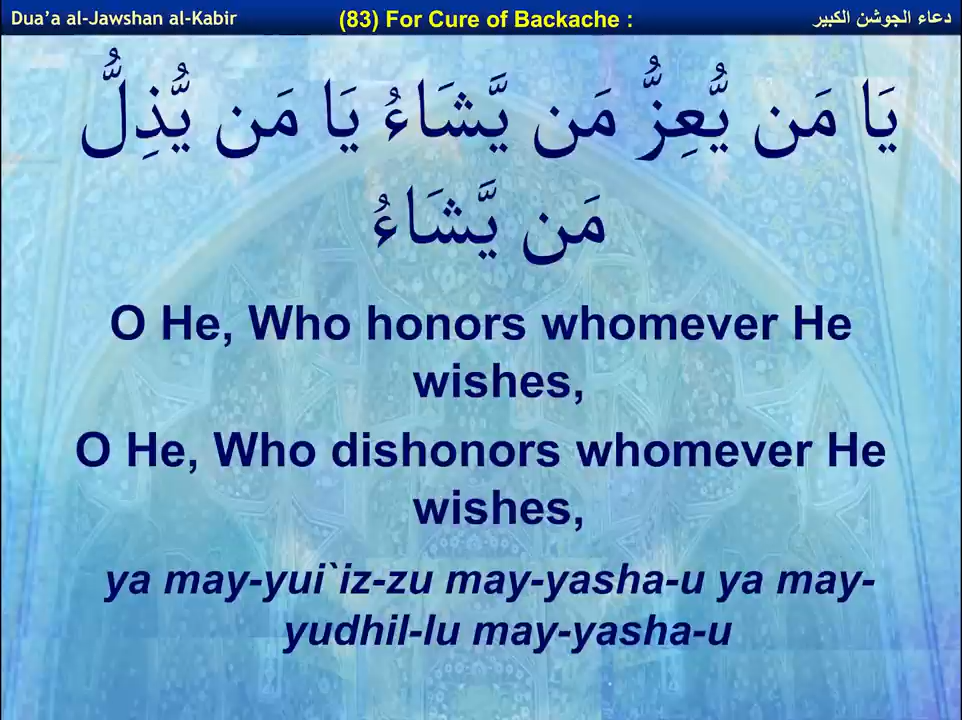 Dua'a al-Jawshan al-Kabir
(83) For Cure of Backache :
دعاء الجوشن الكبير
يَا مَن يُّعِزُّ مَن يَّشَاءُ يَا مَن يُّذِلُّ
مَن يَّشَاءُ
O He, Who honors whomever He
wishes,
O He, Who dishonors whomever He
wishes,
ya may-yui`iz-zu may-yasha-u ya may-
yudhil-lu may-yasha-u